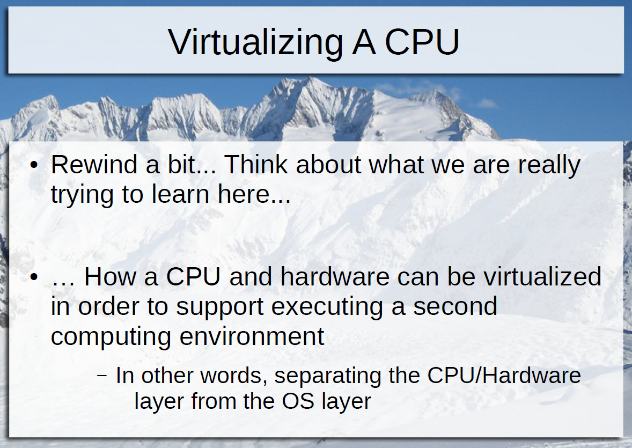 Virtualizing A CPU
• Rewind a bit... Think about what we are really
trying to learn here...
• … How a CPU and hardware can be virtualized
in order to support executing a second
computing environment
– In other words, separating the CPU/Hardware
layer from the OS layer